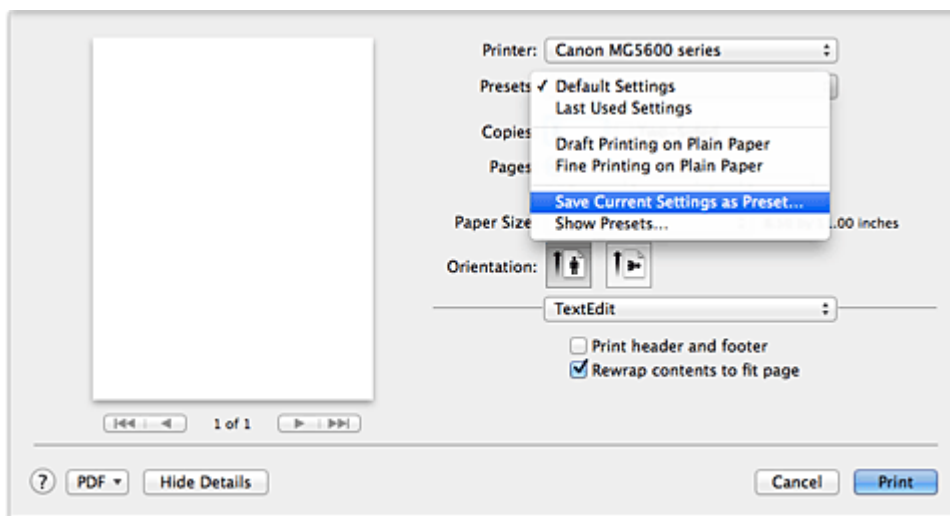 Printer: Canon MG5600 series
Presets ✓ Default Settings
Last Used Settings
Copies
Draft Printing on Plain Paper
Pages Fine Printing on Plain Paper
Save Current Settings as Preset...
Paper Size Show Presets... .00 inches
Orientation:
TextEdit
Print header and footer
Rewrap contents to fit page
1 of 1
? PDF Hide Details Cancel Print